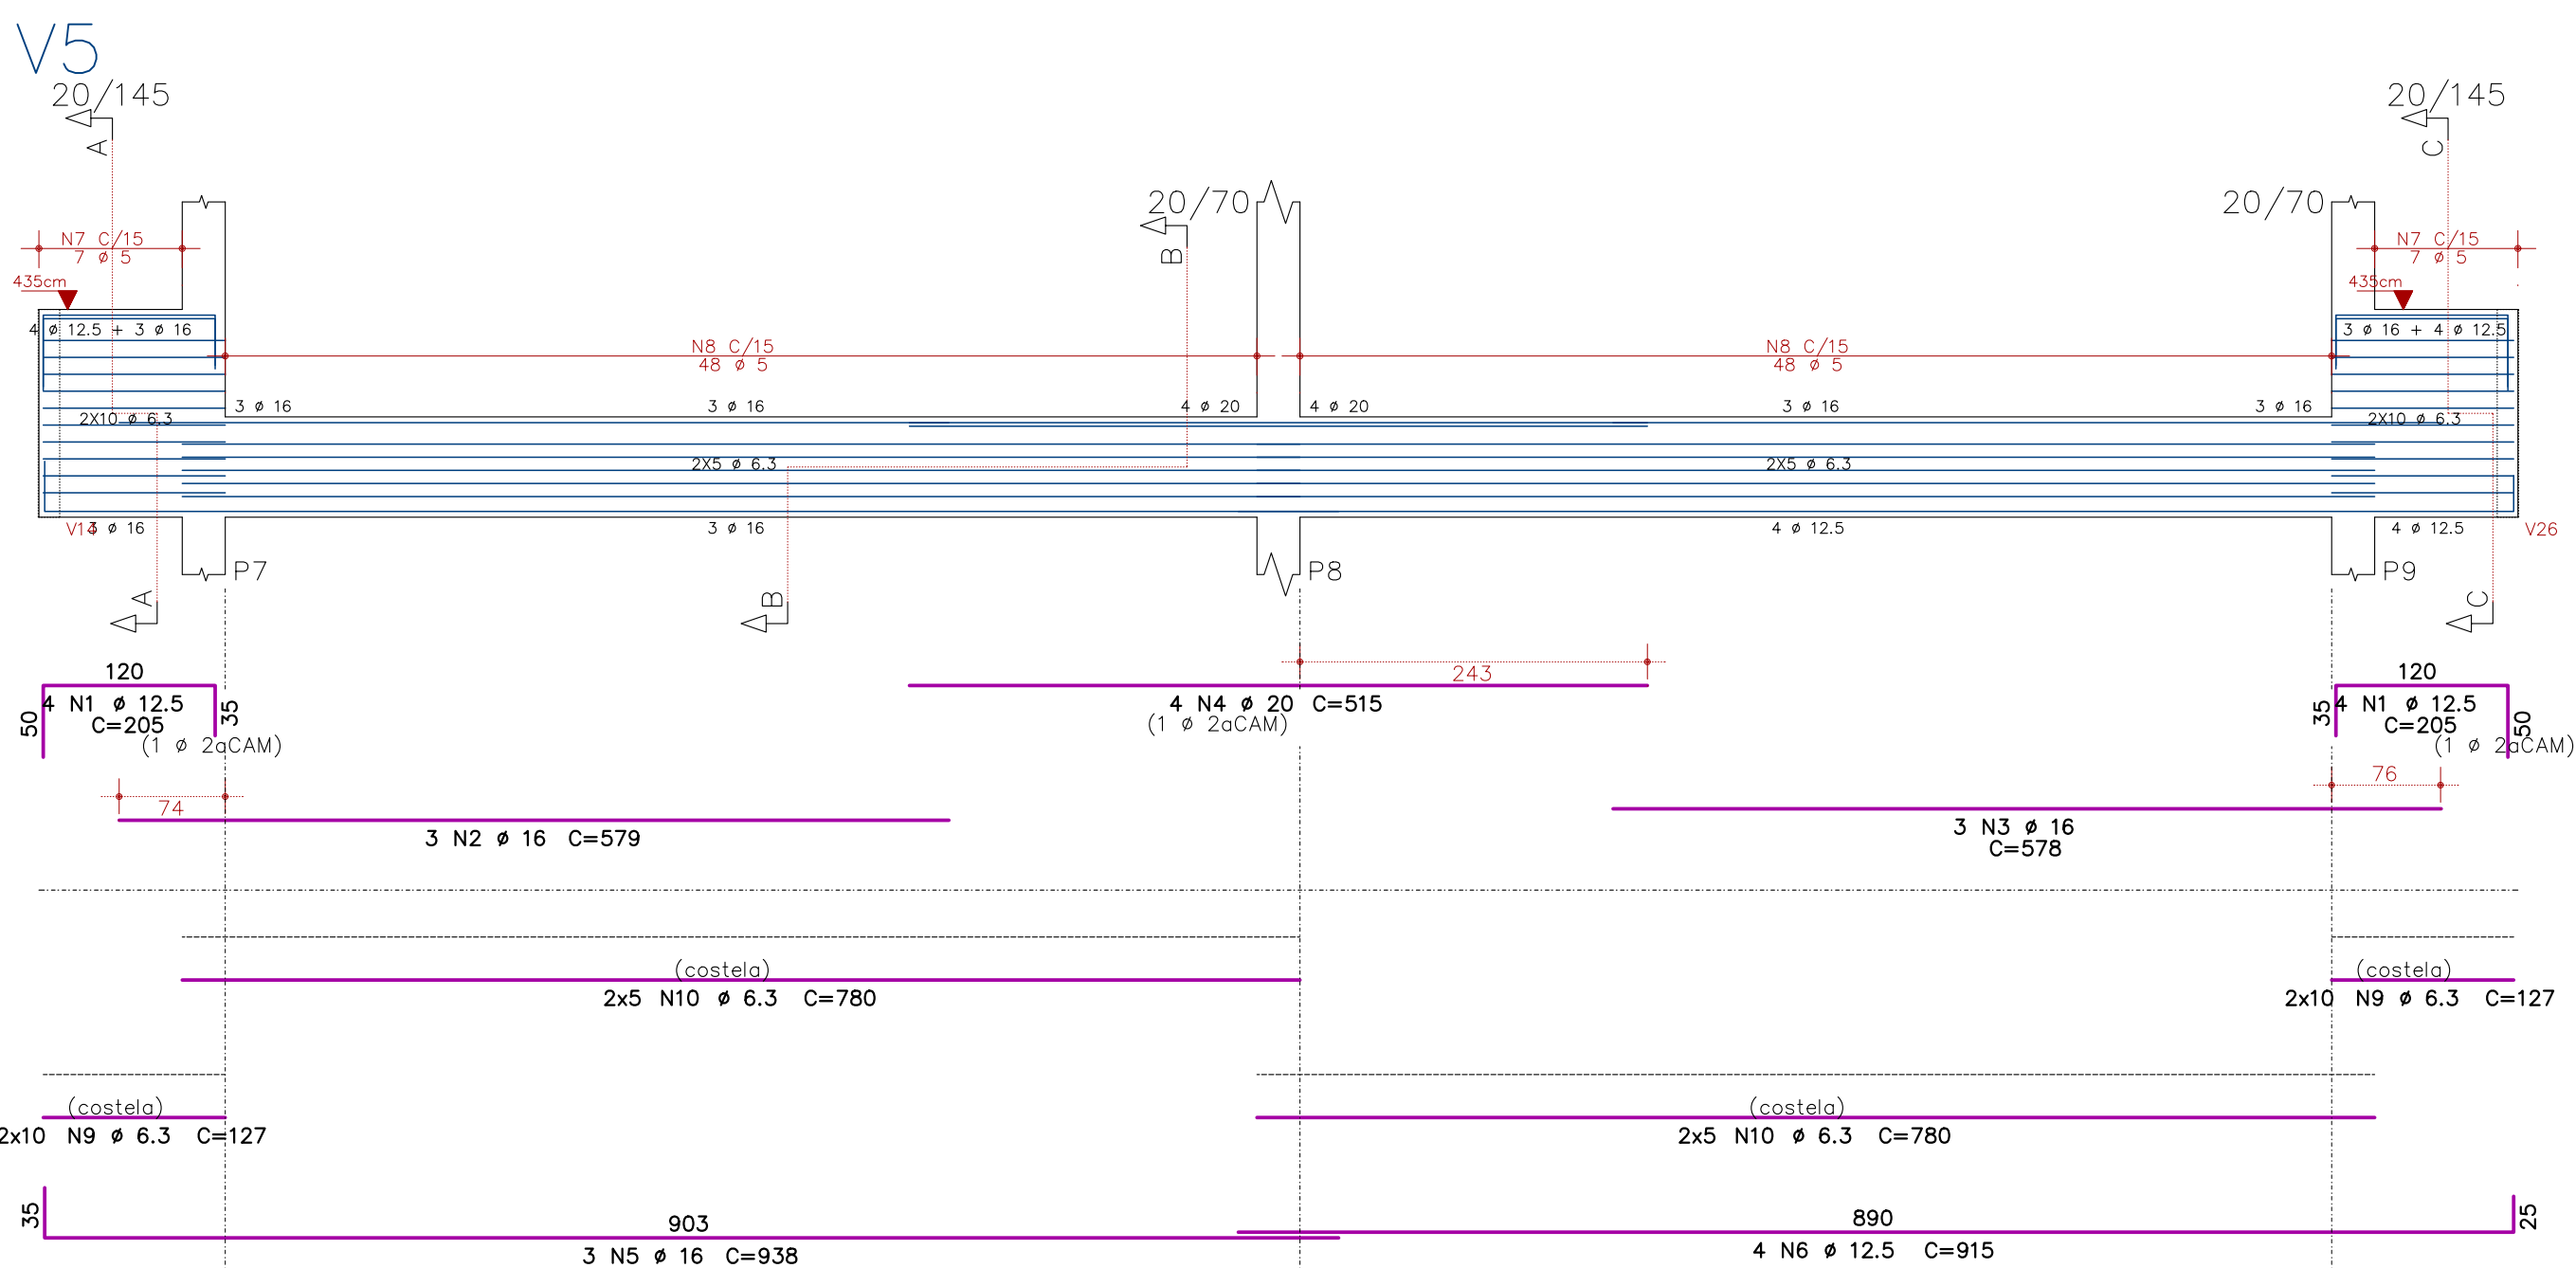 V5
20/145
20/145
A
C
20/70
20/70
B
N7 C/15
7 ø 5
N7 C/15
7 ø 5
435cm
435cm
4 ø 12.5 + 3 ø 16
3 ø 16 + 4 ø 12.5
N8 C/15
48 ø 5
N8 C/15
48 ø 5
3 ø 16
3 ø 16
4 ø 20
4 ø 20
3 ø 16
3 ø 16
2X10 ø 6.3
2X10 ø 6.3
2X5 ø 6.3
2X5 ø 6.3
V14
3 ø 16
3 ø 16
4 ø 12.5
4 ø 12.5
V26
P7
P8
P9
A
B
C
120
243
120
50
4 N1 ø 12.5
C=205
35
(1 ø 2aCAM)
4 N4 ø 20 C=515
(1 ø 2aCAM)
35
4 N1 ø 12.5
C=205
50
(1 ø 2aCAM)
74
76
3 N2 ø 16 C=579
3 N3 ø 16
C=578
(costela)
2x5 N10 ø 6.3 C=780
(costela)
2x10 N9 ø 6.3 C=127
(costela)
2x10 N9 ø 6.3 C=127
(costela)
2x5 N10 ø 6.3 C=780
35
903
3 N5 ø 16 C=938
890
4 N6 ø 12.5 C=915
25